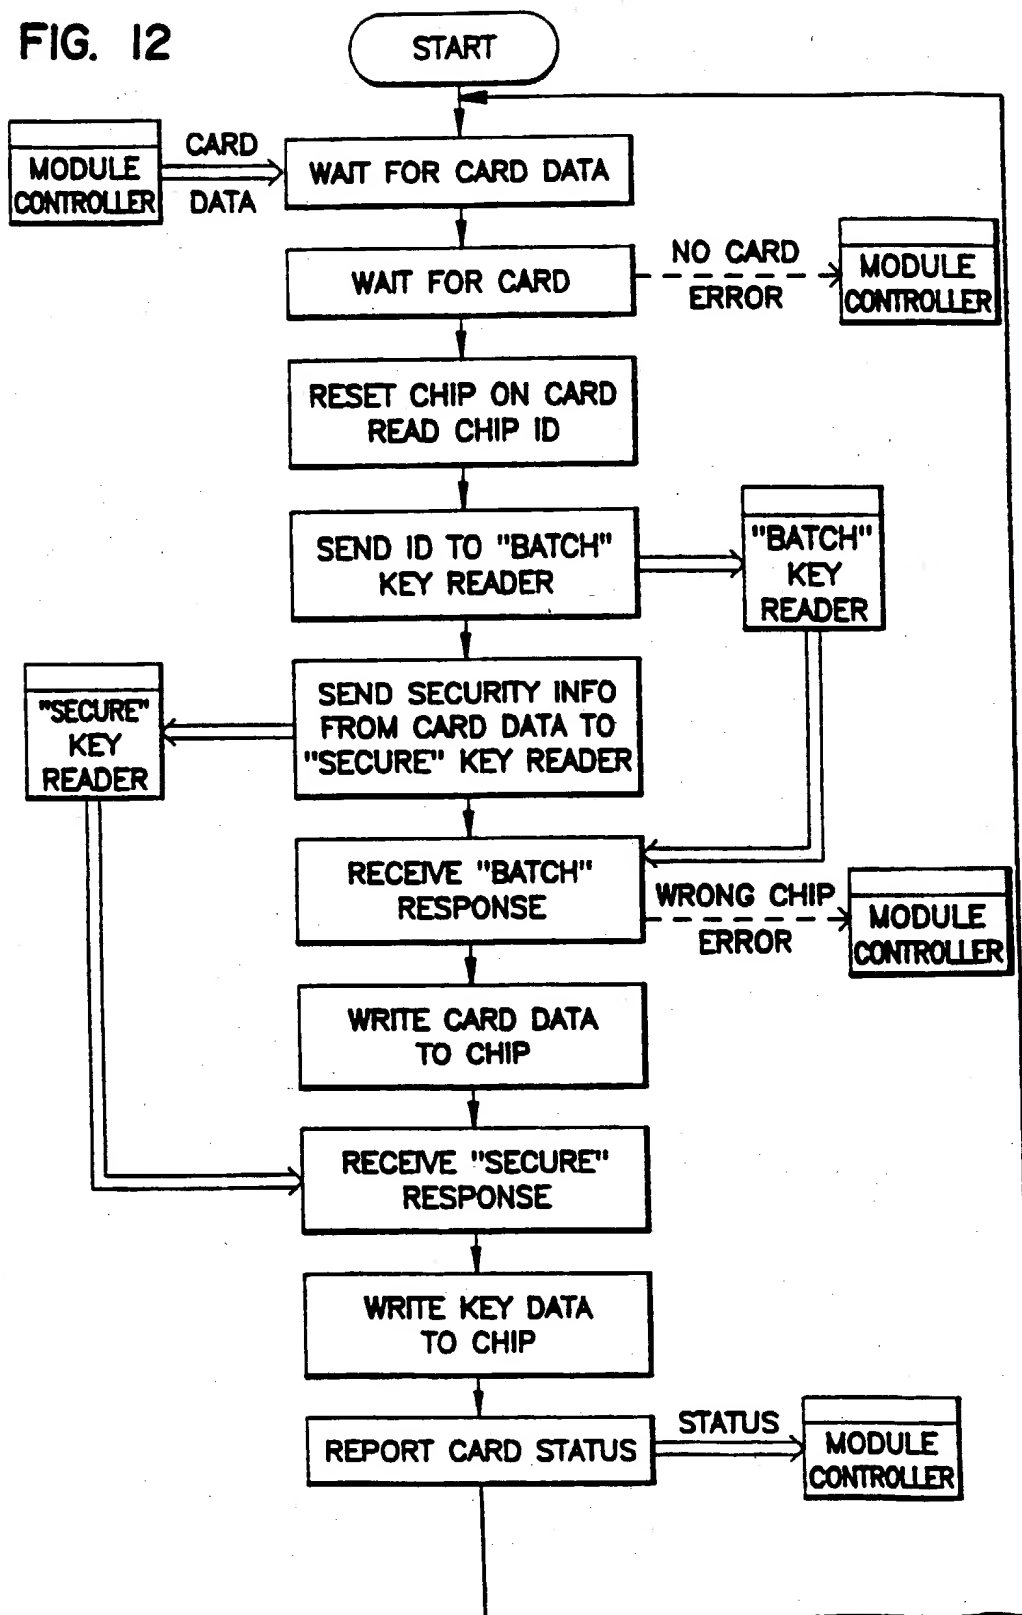 FIG. 12
START
CARD
DATA
MODULE
CONTROLLER
WAIT FOR CARD DATA
WAIT FOR CARD
NO CARD
ERROR
MODULE
CONTROLLER
RESET CHIP ON CARD
READ CHIP ID
SEND ID TO "BATCH"
KEY READER
"BATCH"
KEY
READER
SEND SECURITY INFO
FROM CARD DATA TO
"SECURE" KEY READER
"SECURE"
KEY
READER
RECEIVE "BATCH"
RESPONSE
WRONG CHIP
ERROR
MODULE
CONTROLLER
WRITE CARD DATA
TO CHIP
RECEIVE "SECURE"
RESPONSE
WRITE KEY DATA
TO CHIP
REPORT CARD STATUS
STATUS
MODULE
CONTROLLER